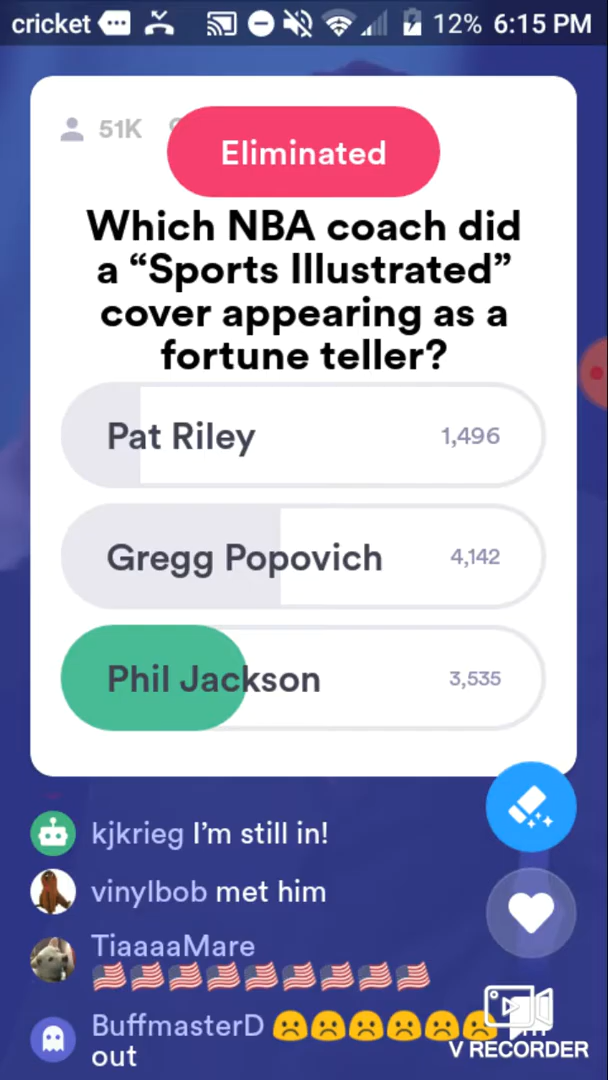 cricket 12% 6:15 PM
51K
Eliminated
Which NBA coach did
a “Sports Illustrated”
cover appearing as a
fortune teller?
Pat Riley 1,496
Gregg Popovich 4,142
Phil Jackson 3,535
kjkrieg I’m still in!
vinylbob met him
TiaaaaMare
🇺🇸🇺🇸🇺🇸🇺🇸🇺🇸🇺🇸🇺🇸🇺🇸🇺🇸
BuffmasterD ☹️☹️☹️☹️☹️☹️
out
V RECORDER